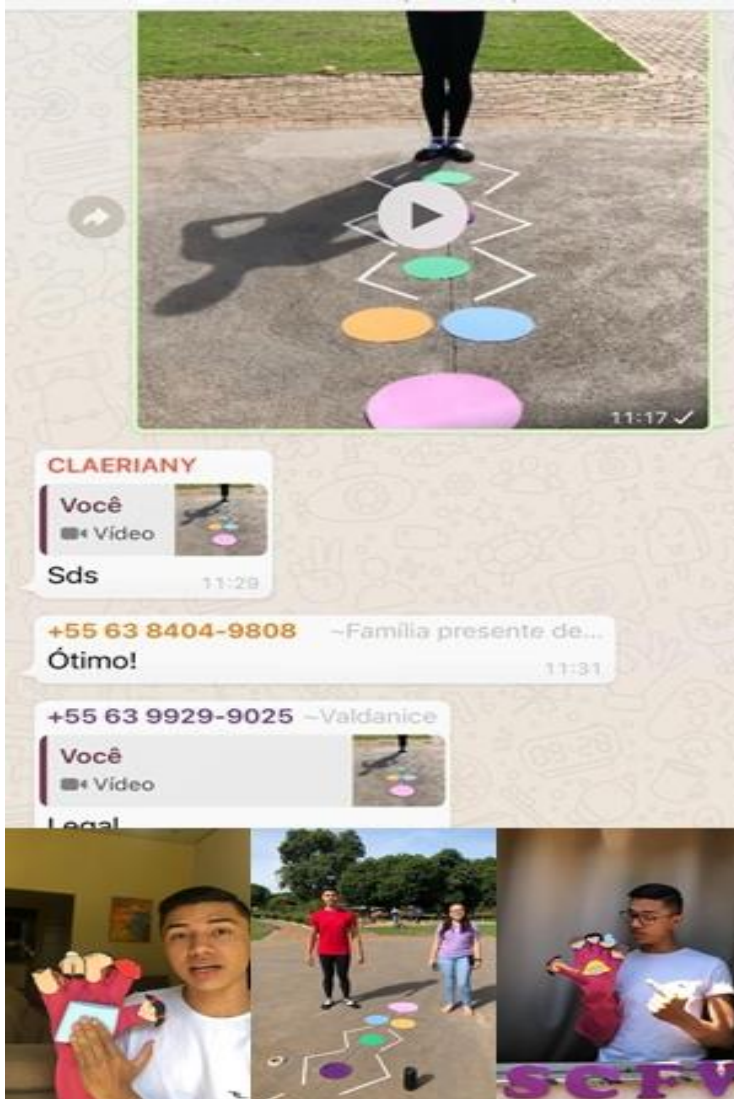 11:17
CLAERIANY
Você
Vídeo
Sds
11:29
+55 63 8404-9808 ~Família presente de...
Ótimo!
11:31
+55 63 9929-9025 ~Valdanice
Você
Vídeo
Legal
SCFV